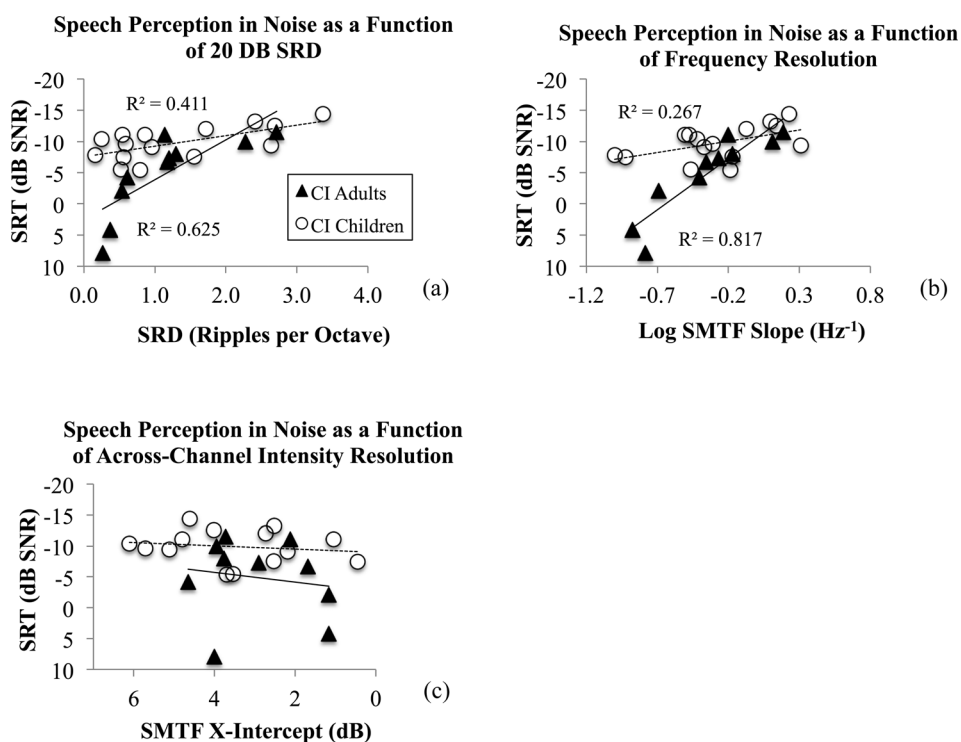 Speech Perception in Noise as a Function
of 20 DB SRD
-20
-15
-10
-5
0
5
10
SRT (dB SNR)
R² = 0.411
R² = 0.625
CI Adults
CI Children
0.0 1.0 2.0 3.0 4.0
(a)
SRD (Ripples per Octave)
Speech Perception in Noise as a Function
of Frequency Resolution
-20
-15
-10
-5
0
5
10
SRT (dB SNR)
R² = 0.267
R² = 0.817
-1.2 -0.7 -0.2 0.3 0.8
(b)
Log SMTF Slope (Hz⁻¹)
Speech Perception in Noise as a Function
of Across-Channel Intensity Resolution
-20
-15
-10
-5
0
5
10
SRT (dB SNR)
6 4 2 0
(c)
SMTF X-Intercept (dB)